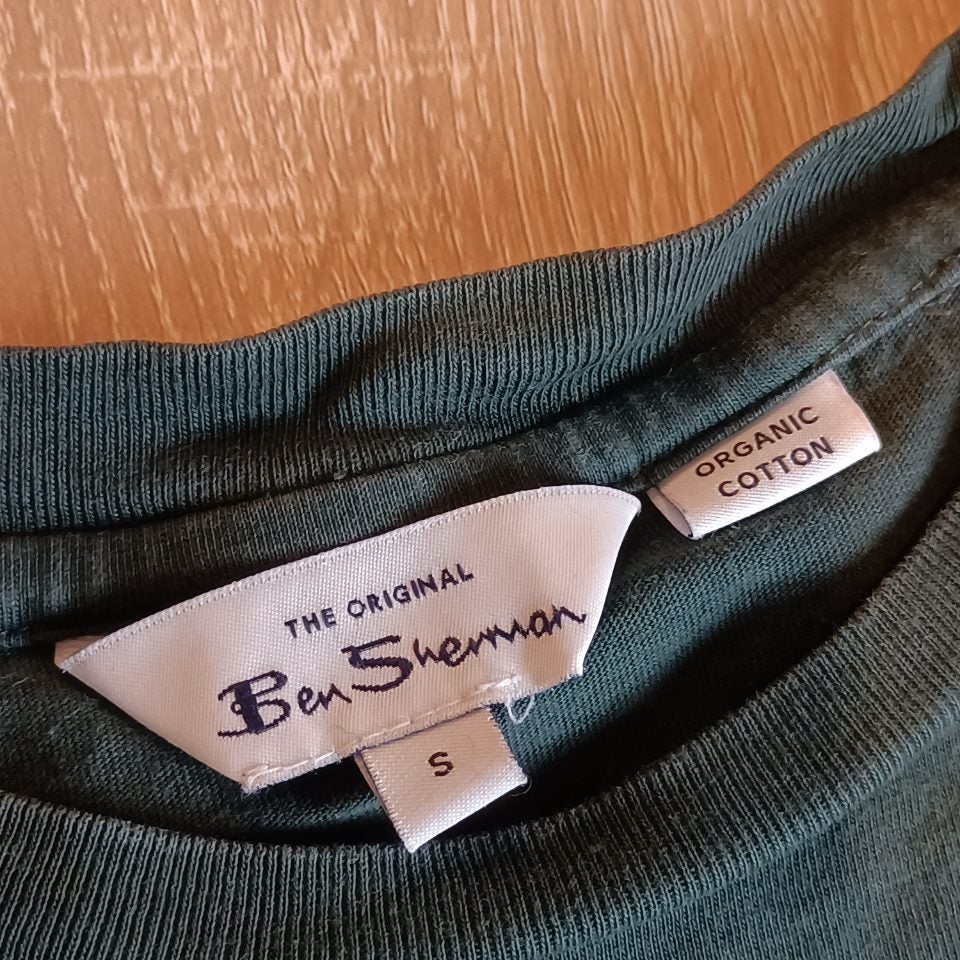 THE ORIGINAL
Ben Sherman
S
ORGANIC
COTTON